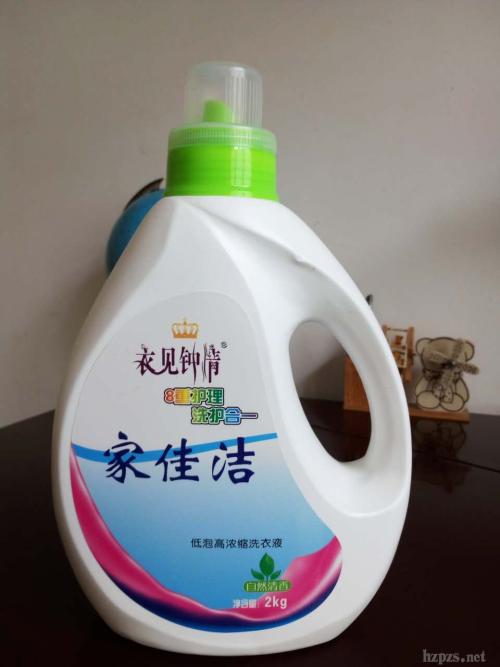 衣见钟情®
8重护理
洗护合一
家佳洁
低泡高浓缩洗衣液
自然清香
净含量：2kg
hzpzs.net